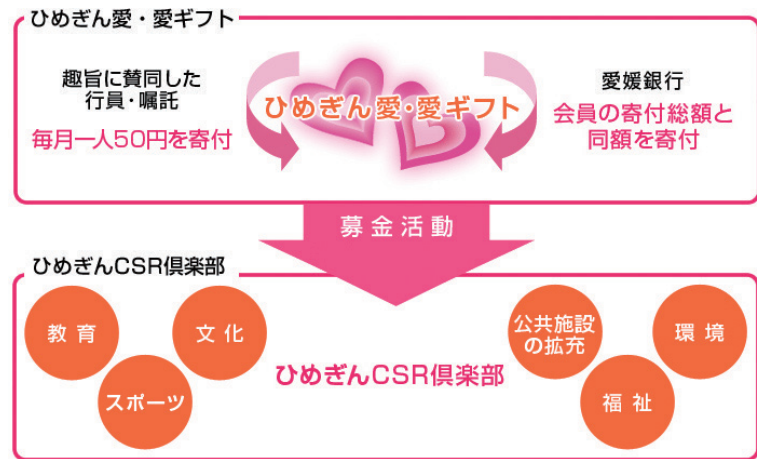 ひめぎん愛・愛ギフト
趣旨に賛同した
行員・嘱託
毎月一人50円を寄付
ひめぎん愛・愛ギフト
愛媛銀行
会員の寄付総額と
同額を寄付
募金活動
ひめぎんCSR倶楽部
教育
文化
スポーツ
ひめぎんCSR倶楽部
公共施設
の拡充
環境
福祉